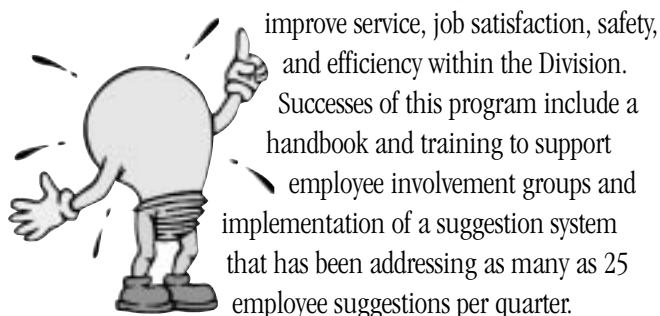 improve service, job satisfaction, safety,
and efficiency within the Division.
Successes of this program include a
handbook and training to support
employee involvement groups and
implementation of a suggestion system
that has been addressing as many as 25
employee suggestions per quarter.